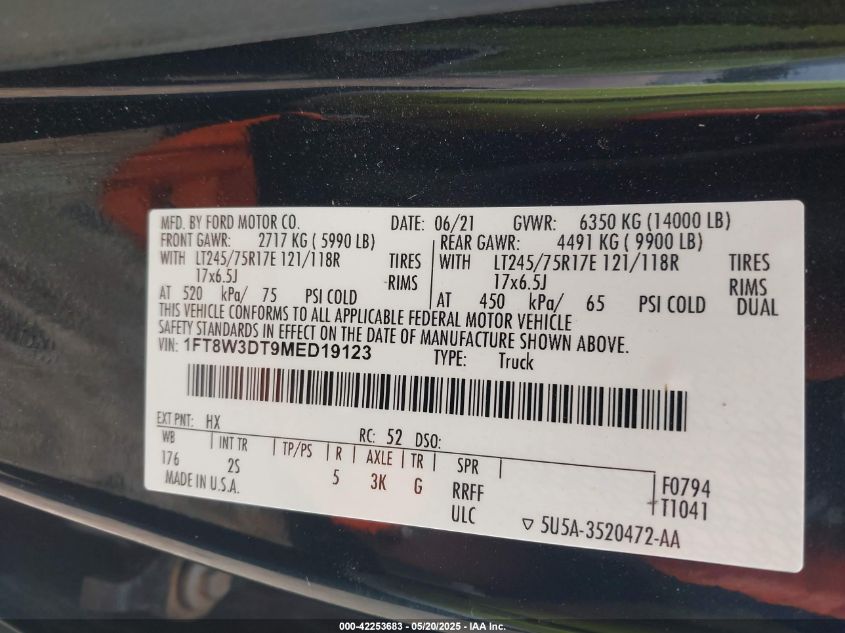 MFD. BY FORD MOTOR CO. DATE: 06/21 GVWR: 6350 KG (14000 LB)
FRONT GAWR: 2717 KG ( 5990 LB) REAR GAWR: 4491 KG ( 9900 LB)
WITH LT245/75R17E 121/118R TIRES WITH LT245/75R17E 121/118R TIRES
17x6.5J RIMS 17x6.5J RIMS
AT 520 kPa/ 75 PSI COLD AT 450 kPa/ 65 PSI COLD DUAL
THIS VEHICLE CONFORMS TO ALL APPLICABLE FEDERAL MOTOR VEHICLE
SAFETY STANDARDS IN EFFECT ON THE DATE OF MANUFACTURE SHOWN ABOVE.
VIN: 1FT8W3DT9MED19123 TYPE: Truck
EXT PNT: HX RC: 52 DSO:
WB INT TR TP/PS R AXLE TR SPR
176 2S 5 3K G RRFF F0794
MADE IN U.S.A. ULC T1041
5U5A-3520472-AA
000-42253683 - 05/20/2025 - IAA Inc.